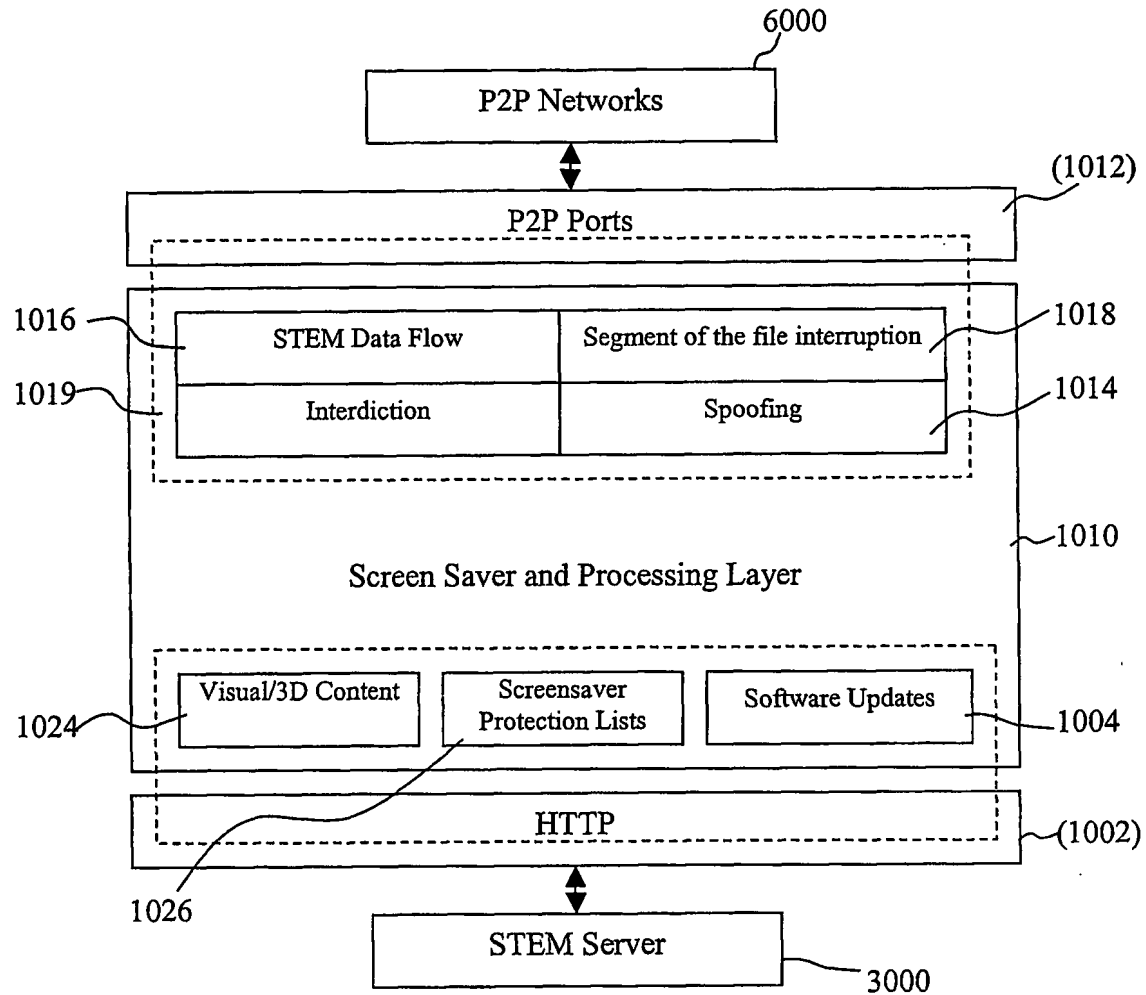 6000
P2P Networks
(1012)
P2P Ports
1016
STEM Data Flow
Segment of the file interruption
1018
1019
Interdiction
Spoofing
1014
1010
Screen Saver and Processing Layer
Visual/3D Content
Screensaver
Protection Lists
Software Updates
1024
1004
HTTP
(1002)
1026
STEM Server
3000